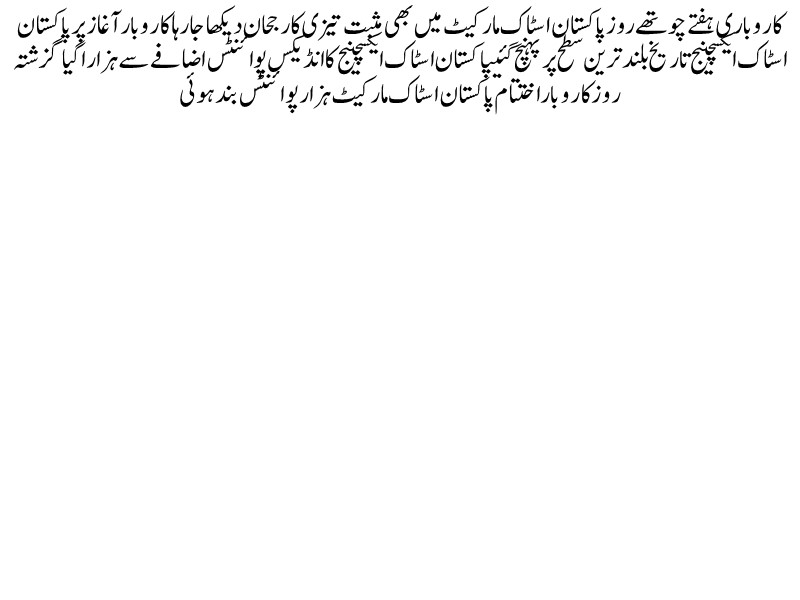 کاروباری ہفتے چوتھے روز پاکستان اسٹاک مارکیٹ میں بھی مثبت تیزی کا رجحان دیکھا جا رہا کاروبار آغاز پر پاکستان
اسٹاک ایکسچینج تاریخ بلند ترین سطح پر پہنچ گئیپاکستان اسٹاک ایکسچینج کا انڈیکس پوائنٹس اضافے سے ہزار اگیا گزشتہ
روز کاروبار اختتام پاکستان اسٹاک مارکیٹ ہزار پوائنٹس بند ہوئی